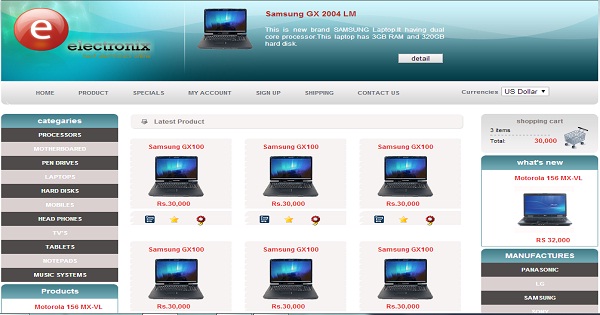 e
electronix
Samsung GX 2004 LM
This is new brand SAMSUNG Laptop.It having dual
core processor.This laptop has 3GB RAM and 320GB
hard disk.
detail
HOME PRODUCT SPECIALS MY ACCOUNT SIGN UP SHIPPING CONTACT US Currencies US Dollar
categaries
PROCESSORS
MOTHERBOARD
PEN DRIVES
LAPTOPS
HARD DISKS
MOBILES
HEAD PHONES
TV'S
TABLETS
NOTEPADS
MUSIC SYSTEMS
Products
Motorola 156 MX-VL
Latest Product
Samsung GX100 Samsung GX100 Samsung GX100
Rs.30,000 Rs.30,000 Rs.30,000
Samsung GX100 Samsung GX100 Samsung GX100
Rs.30,000 Rs.30,000 Rs.30,000
shopping cart
3 items
Total: 30,000
what's new
Motorola 156 MX-VL
RS 32,000
MANUFACTURES
PANASONIC
LG
SAMSUNG
SONY